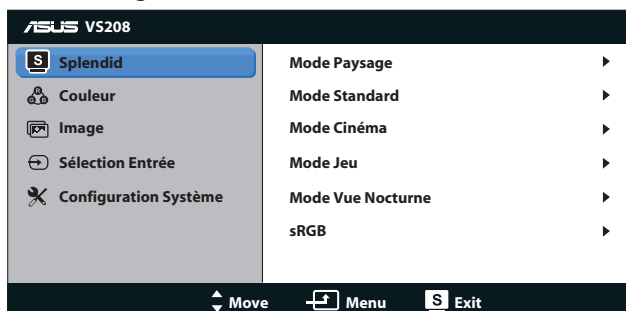 ASUS VS208
S Splendid
Couleur
Image
Sélection Entrée
Configuration Système
Mode Paysage
Mode Standard
Mode Cinéma
Mode Jeu
Mode Vue Nocturne
sRGB
Move Menu S Exit